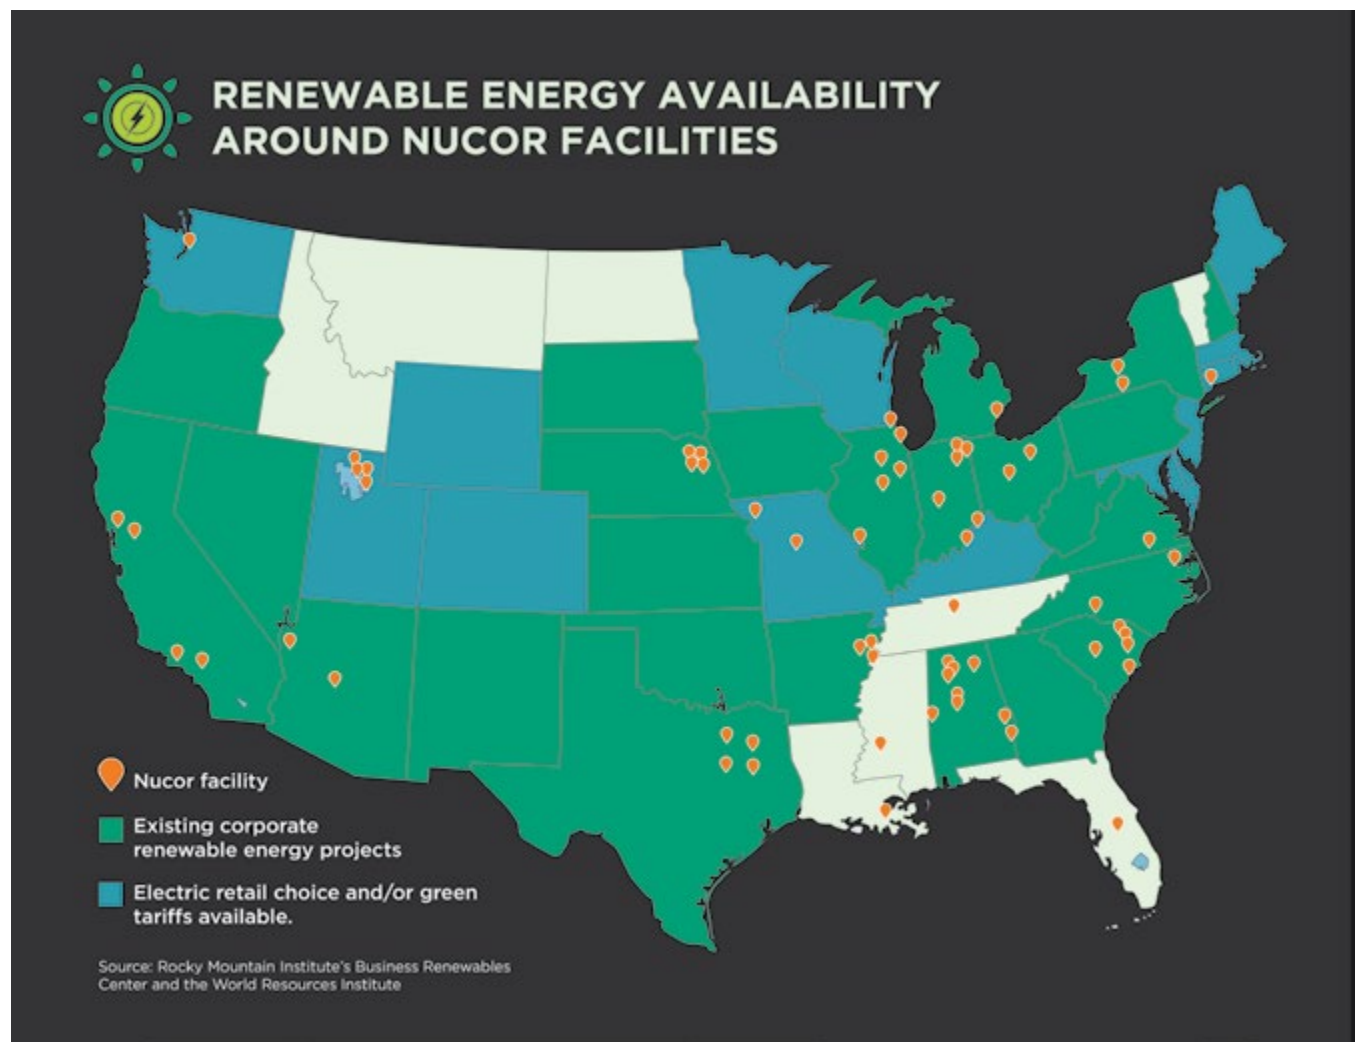 RENEWABLE ENERGY AVAILABILITY
AROUND NUCOR FACILITIES
Nucor facility
Existing corporate
renewable energy projects
Electric retail choice and/or green
tariffs available.
Source: Rocky Mountain Institute's Business Renewables
Center and the World Resources Institute